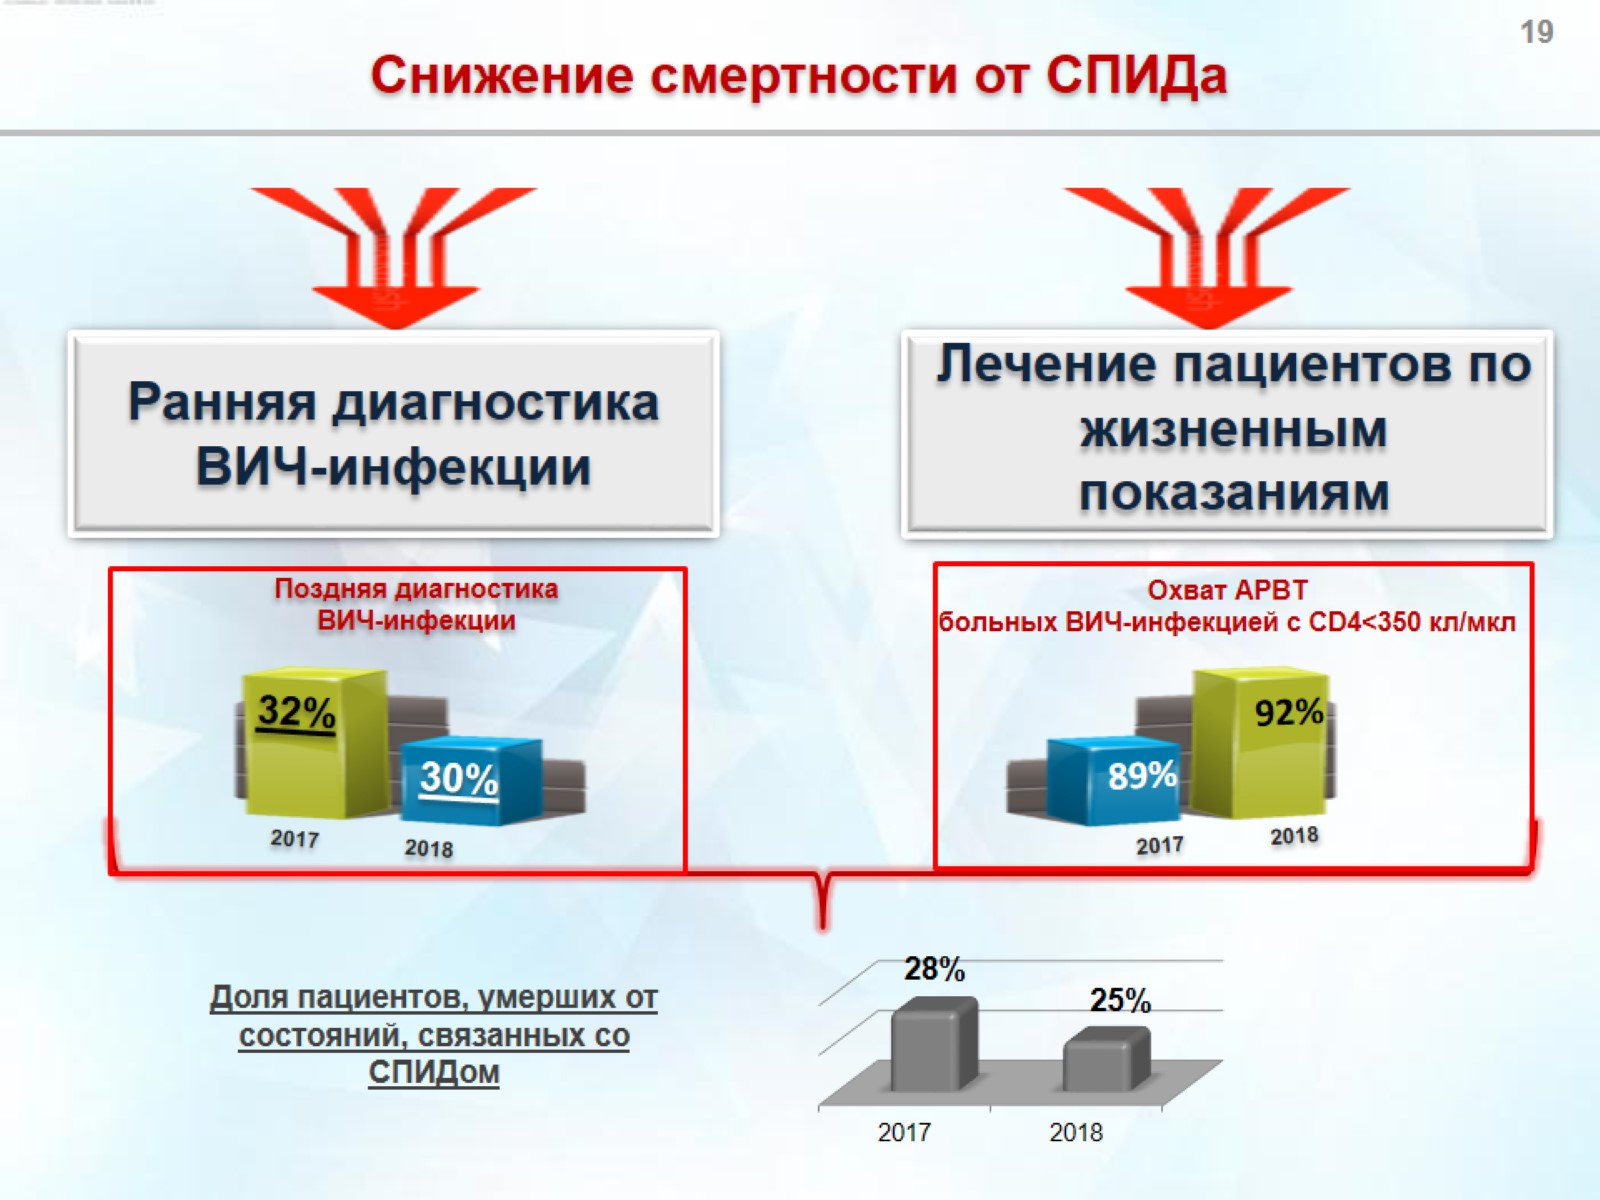 19
Снижение смертности от СПИДа
Ранняя диагностика
ВИЧ-инфекции
Лечение пациентов по
жизненным
показаниям
Поздняя диагностика
ВИЧ-инфекции
32%
30%
2017
2018
Охват АРВТ
больных ВИЧ-инфекцией с CD4<350 кл/мкл
89%
92%
2017
2018
Доля пациентов, умерших от
состояний, связанных со
СПИДом
28%
25%
2017
2018